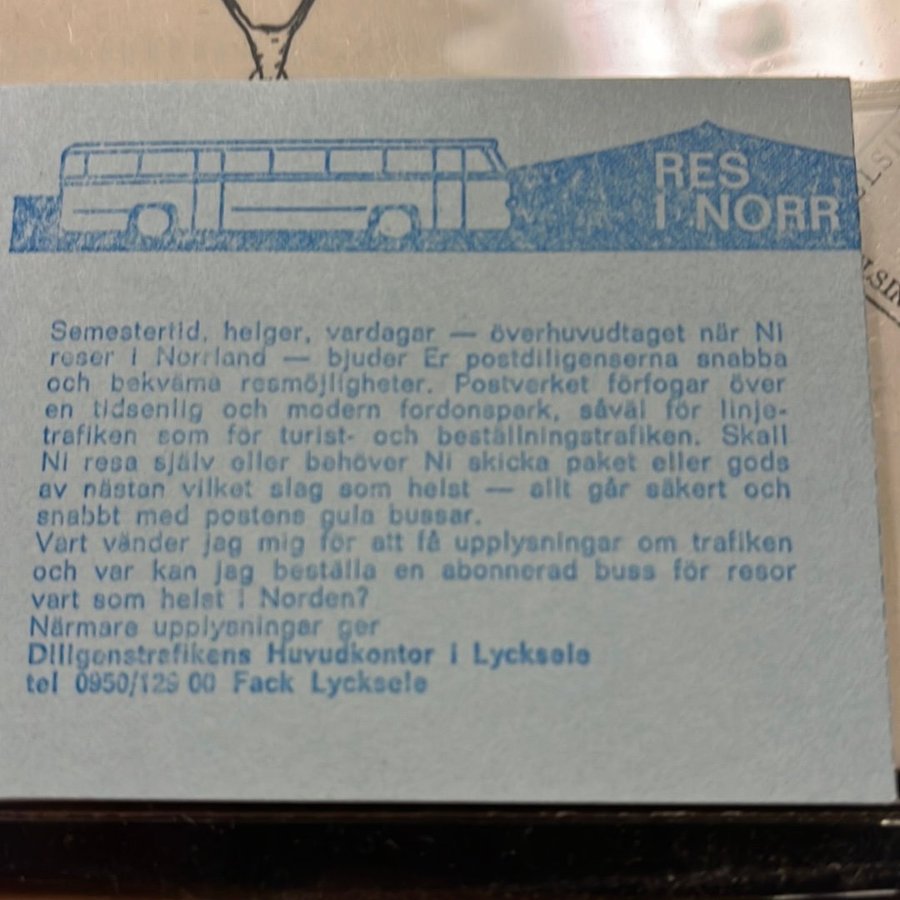 RES
I NORR
Semestertid, helger, vardagar — överhuvudtaget när Ni
reser i Norrland — bjuder Er postdiligenserna snabba
och bekväma resmöjligheter. Postverket förfogar över
en tidsenlig och modern fordonspark, såväl för linje-
trafiken som för turist- och beställningstrafiken. Skall
Ni resa själv eller behöver Ni skicka paket eller gods
av nästan vilket slag som helst — allt går säkert och
snabbt med postens gula bussar.
Vart vänder jag mig för att få upplysningar om trafiken
och var kan jag beställa en abonnerad buss för resor
vart som helst i Norden?
Närmare upplysningar ger
Diligenstrafikens Huvudkontor i Lycksele
tel 0950/129 00 Fack Lycksele